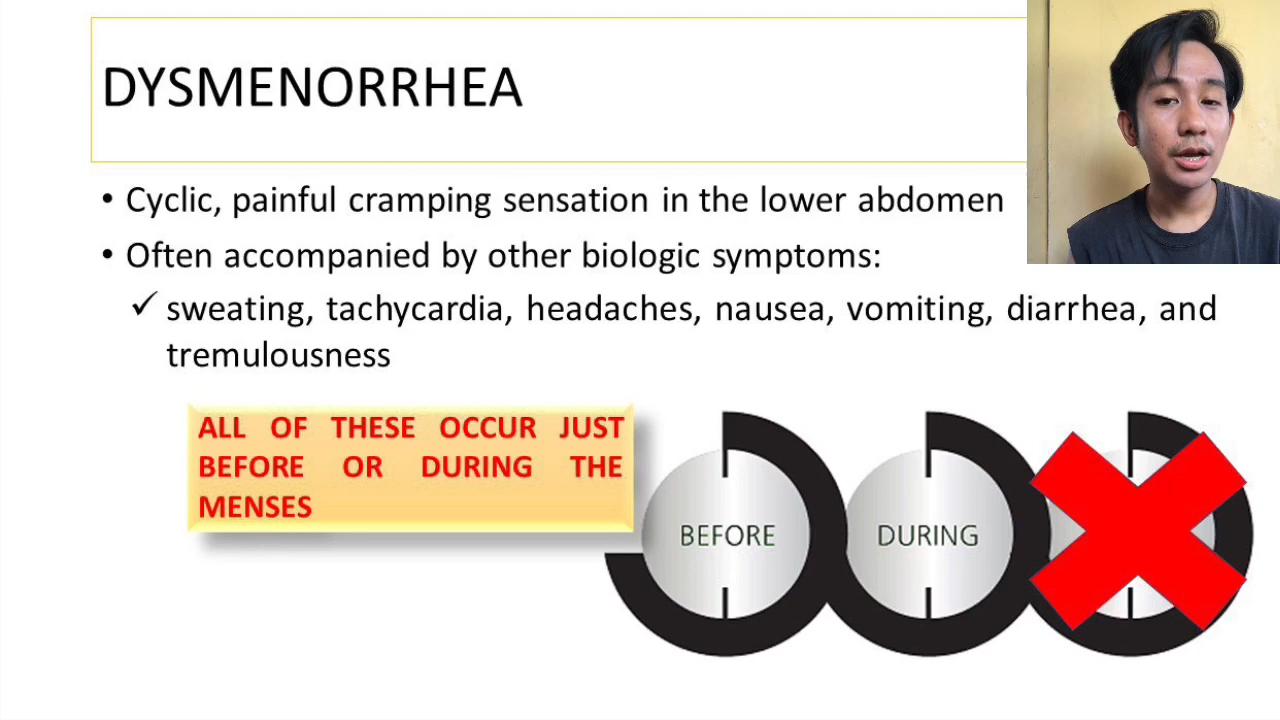 DYSMENORRHEA
• Cyclic, painful cramping sensation in the lower abdomen
• Often accompanied by other biologic symptoms:
✓ sweating, tachycardia, headaches, nausea, vomiting, diarrhea, and
tremulousness
ALL OF THESE OCCUR JUST
BEFORE OR DURING THE
MENSES
BEFORE
DURING